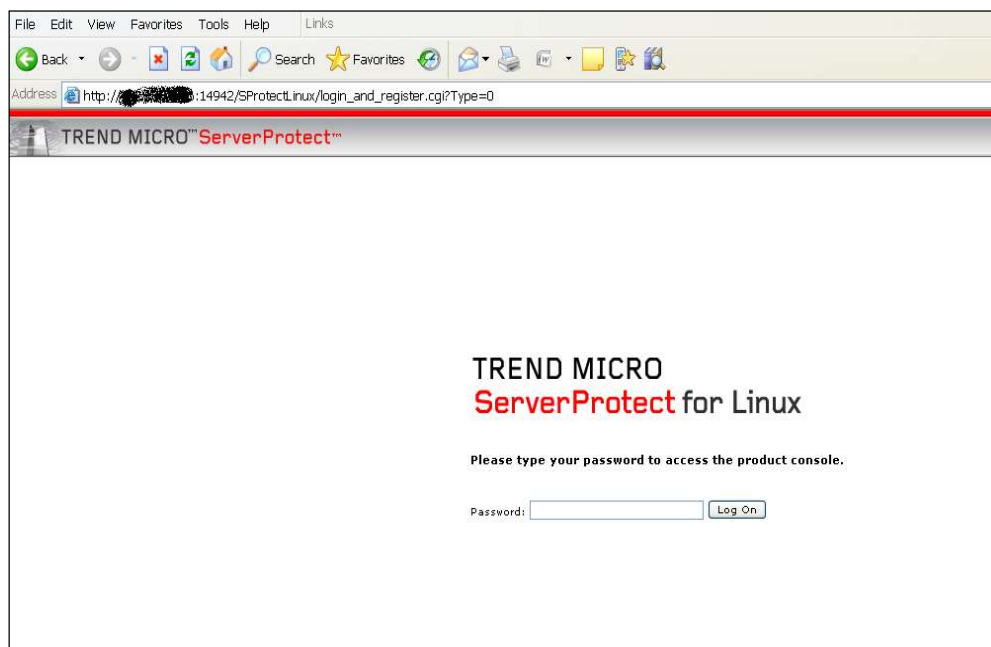 File Edit View Favorites Tools Help Links
Back Search Favorites
Address http:// :14942/SProtectLinux/login_and_register.cgi?Type=0
TREND MICRO™ ServerProtect™
TREND MICRO
ServerProtect for Linux
Please type your password to access the product console.
Password: Log On